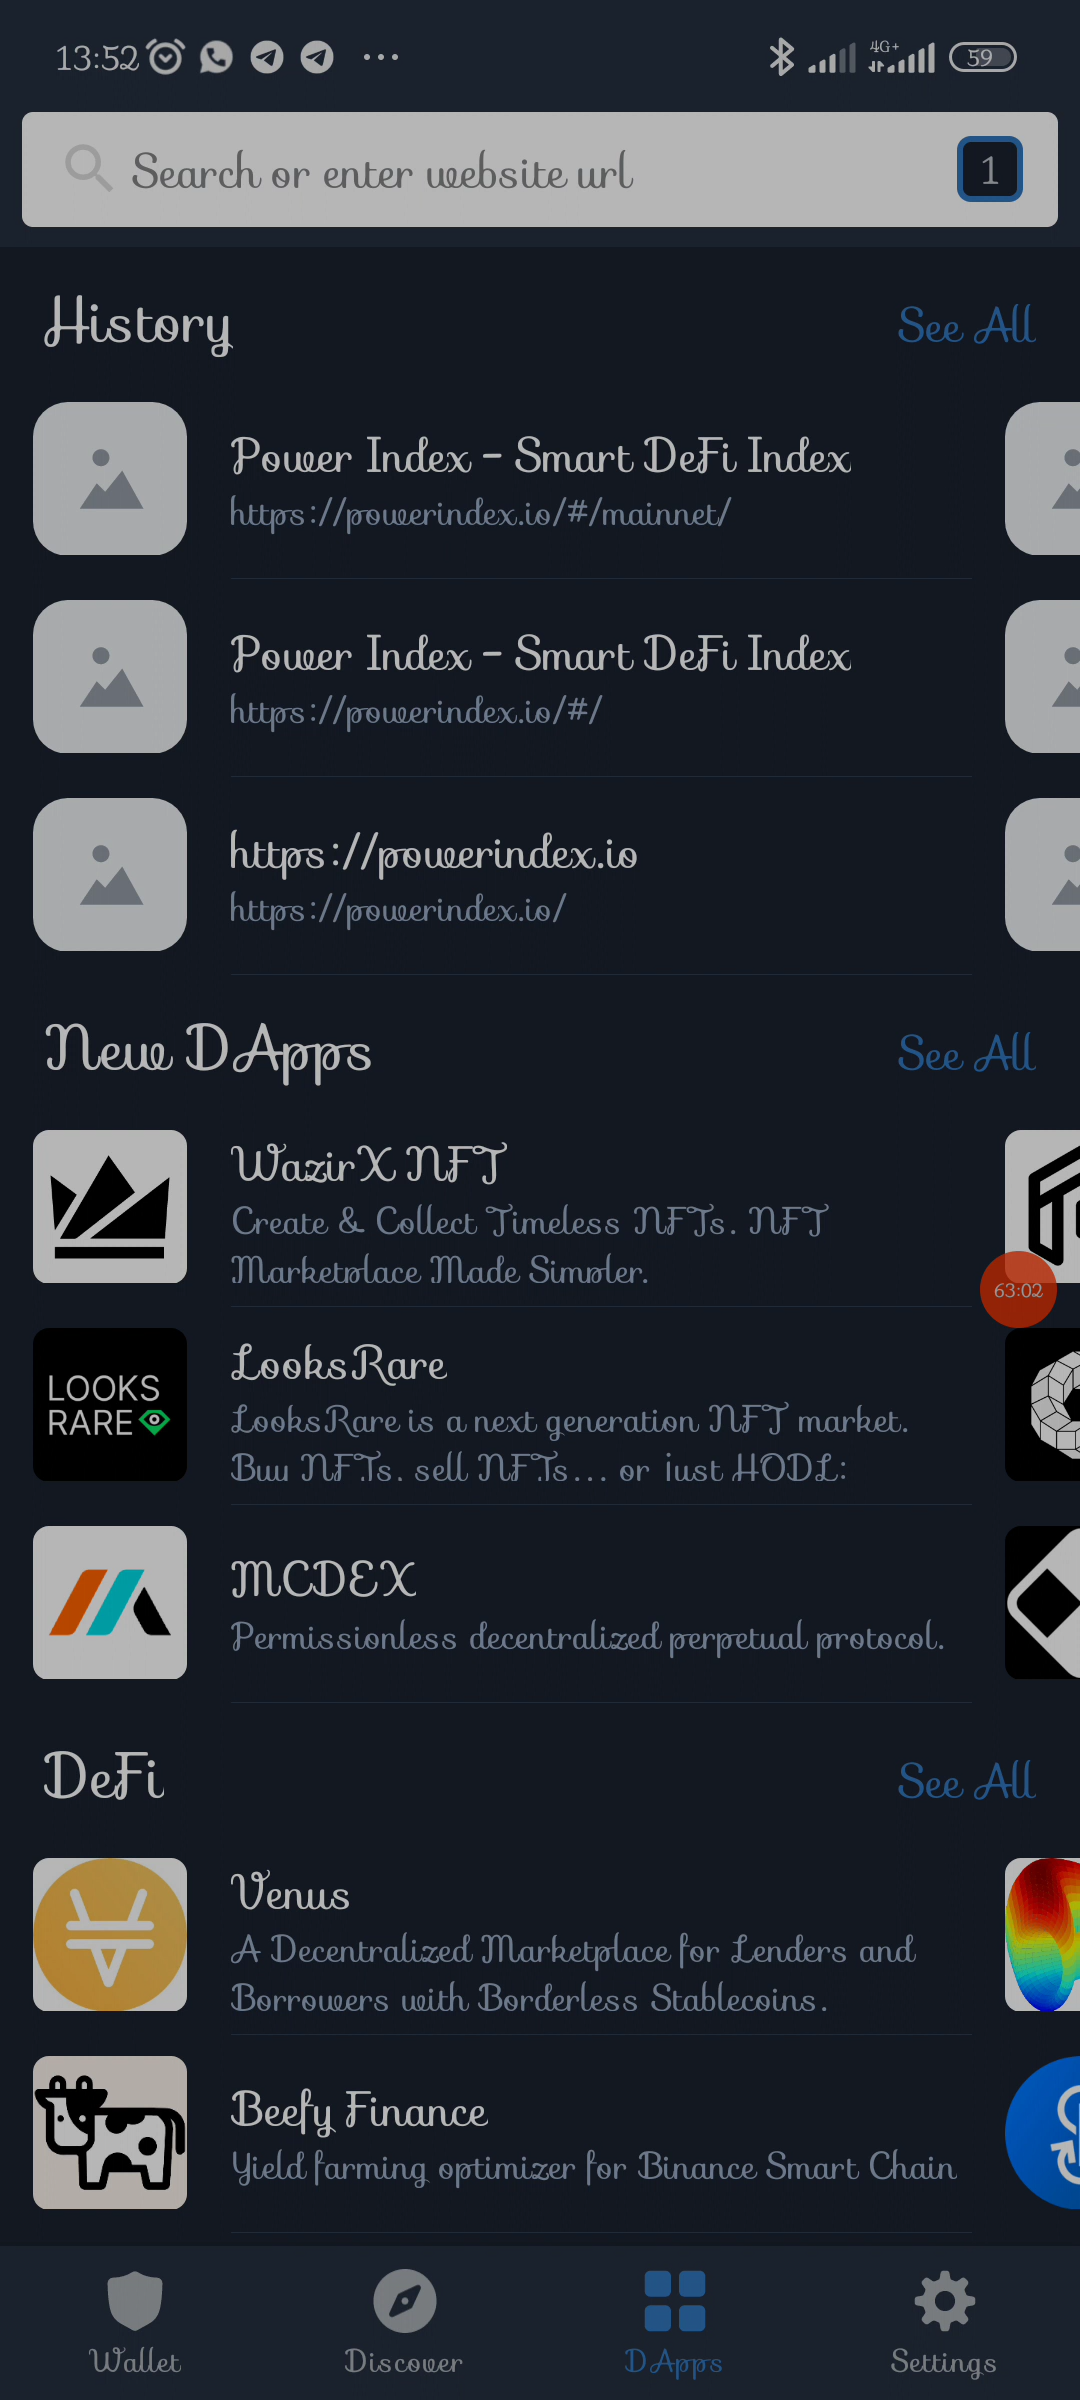 13:52
4G+
59
Search or enter website url
1
History
See All
Power Index - Smart DeFi Index
https://powerindex.io/#/mainnet/
Power Index - Smart DeFi Index
https://powerindex.io/#/
https://powerindex.io
https://powerindex.io/
New DApps
See All
WazirX NFT
Create & Collect Timeless NFTs. NFT
Marketplace Made Simpler.
63:02
LOOKS
RARE
LooksRare
LooksRare is a next generation NFT market.
Buy NFTs, sell NFTs... or just HODL:
MCDEX
Permissionless decentralized perpetual protocol.
DeFi
See All
Venus
A Decentralized Marketplace for Lenders and
Borrowers with Borderless Stablecoins.
Beefy Finance
Yield farming optimizer for Binance Smart Chain
Wallet
Discover
DApps
Settings